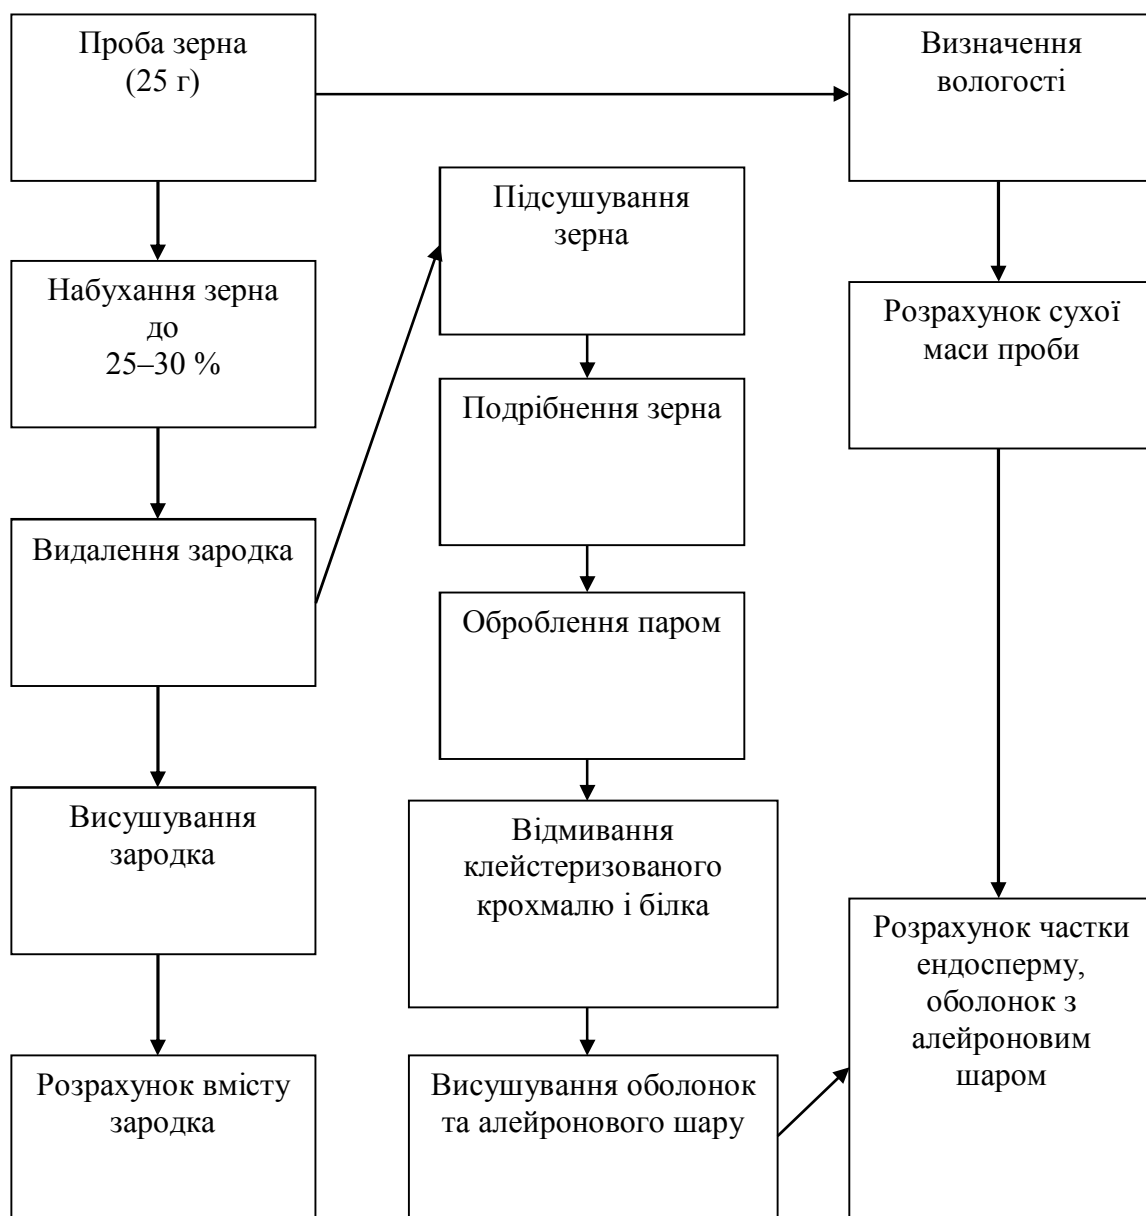 Проба зерна
(25 г)
Набухання зерна
до
25–30 %
Видалення зародка
Висушування
зародка
Розрахунок вмісту
зародка
Підсушування
зерна
Подрібнення зерна
Оброблення паром
Відмивання
клейстеризованого
крохмалю і білка
Висушування оболонок
та алейронового шару
Визначення
вологості
Розрахунок сухої
маси проби
Розрахунок частки
ендосперму,
оболонок з
алейроновим
шаром